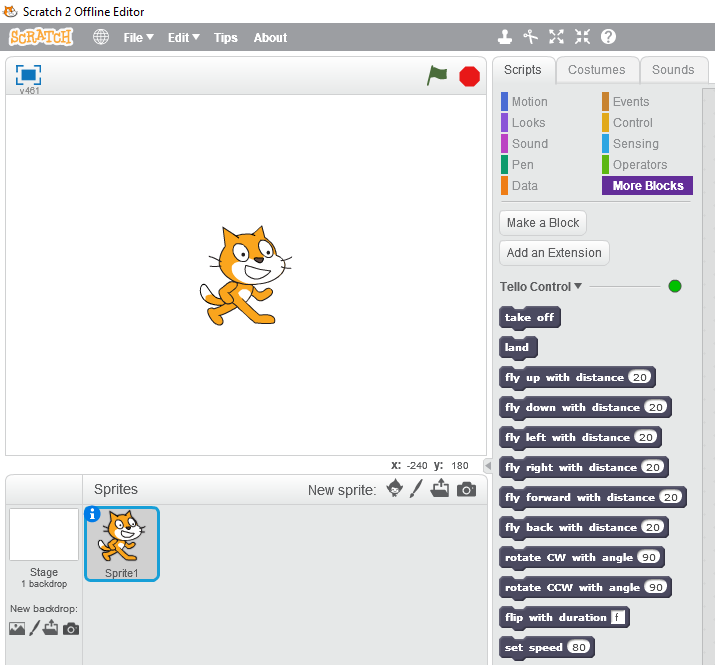 Scratch 2 Offline Editor
SCRATCH File Edit Tips About
v461
Scripts Costumes Sounds
Motion Events
Looks Control
Sound Sensing
Pen Operators
Data More Blocks
Make a Block
Add an Extension
Tello Control
take off
land
fly up with distance 20
fly down with distance 20
fly left with distance 20
fly right with distance 20
fly forward with distance 20
fly back with distance 20
rotate CW with angle 90
rotate CCW with angle 90
flip with duration f
set speed 80
x: -240 y: 180
Sprites New sprite:
Sprite1
Stage
1 backdrop
New backdrop: